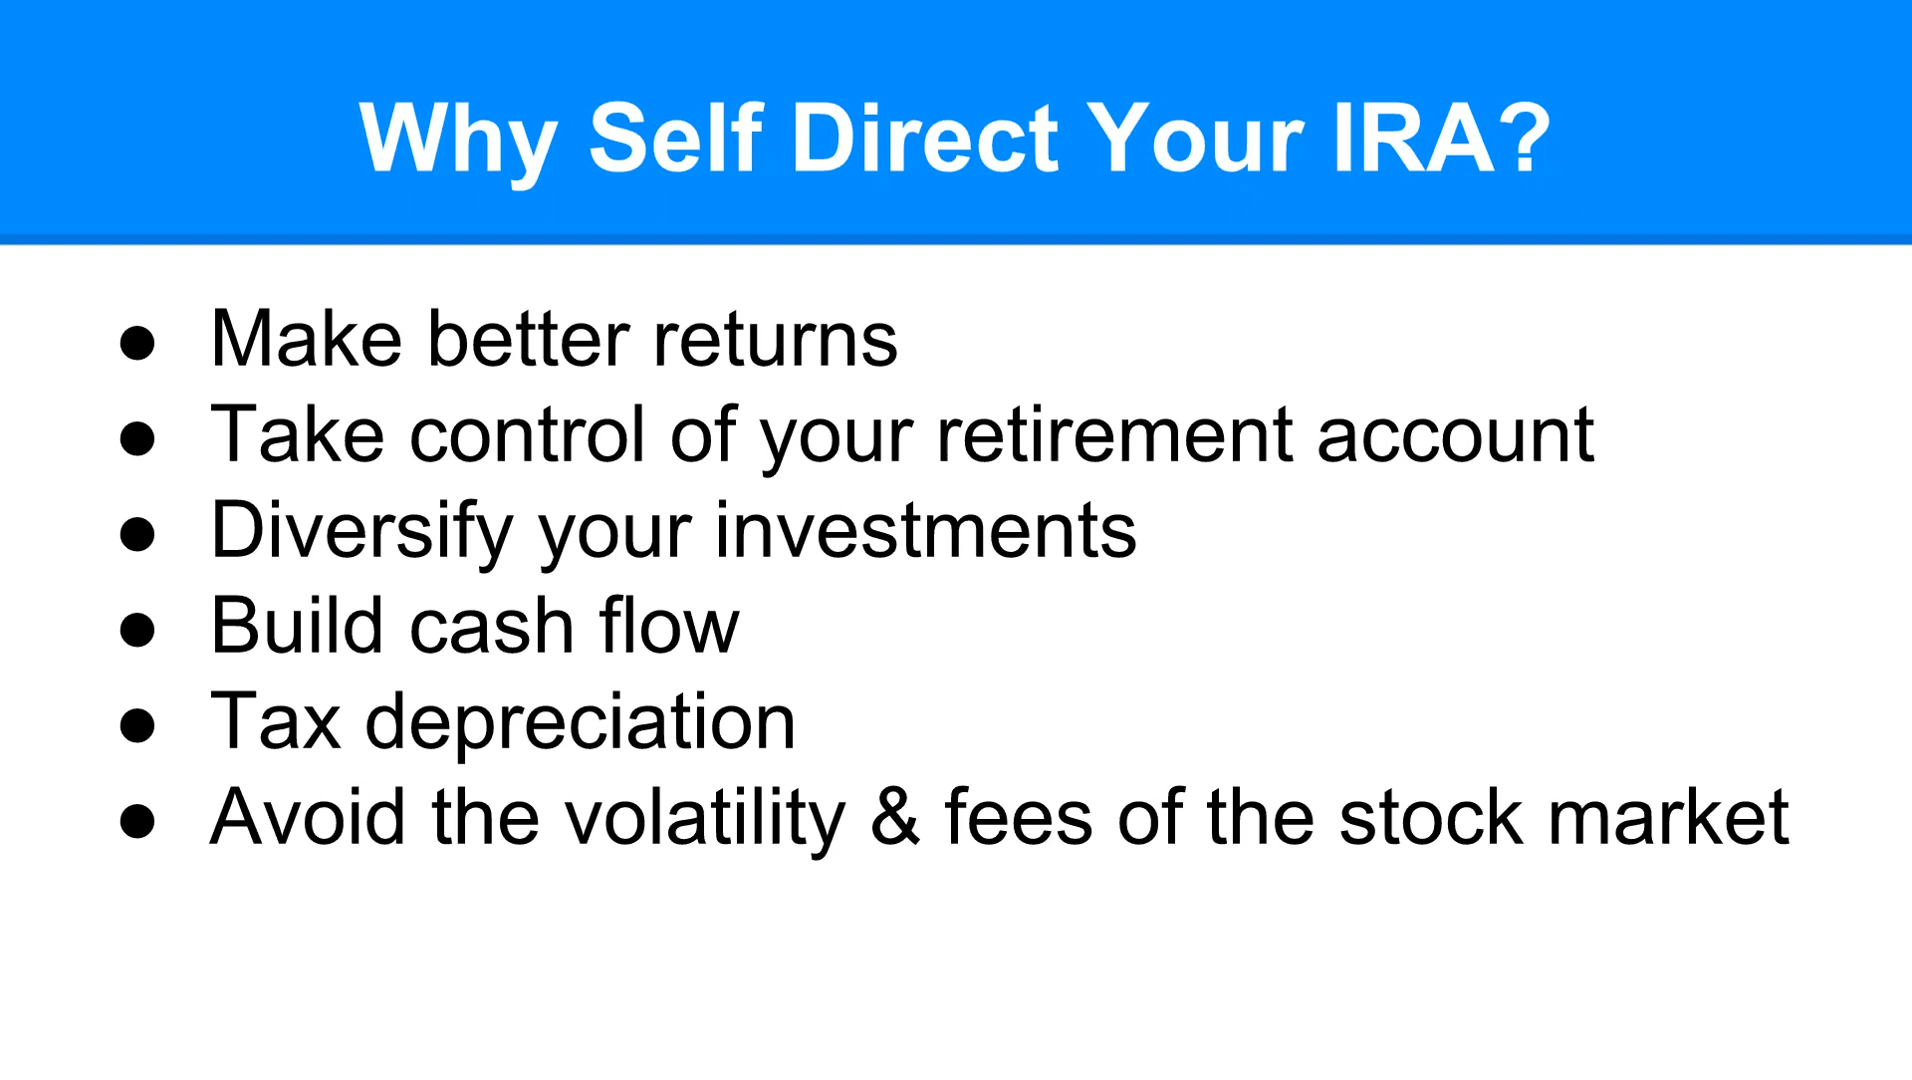 Why Self Direct Your IRA?
● Make better returns
● Take control of your retirement account
● Diversify your investments
● Build cash flow
● Tax depreciation
● Avoid the volatility & fees of the stock market